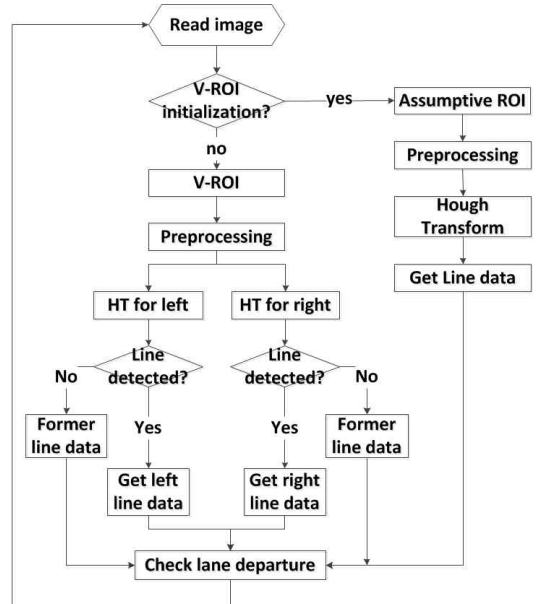 Read image
V-ROI
initialization?
yes
Assumptive ROI
no
Preprocessing
V-ROI
Hough
Transform
Preprocessing
Get Line data
HT for left
HT for right
Line
detected?
Line
detected?
No
No
Former
line data
Yes
Yes
Former
line data
Get left
line data
Get right
line data
Check lane departure